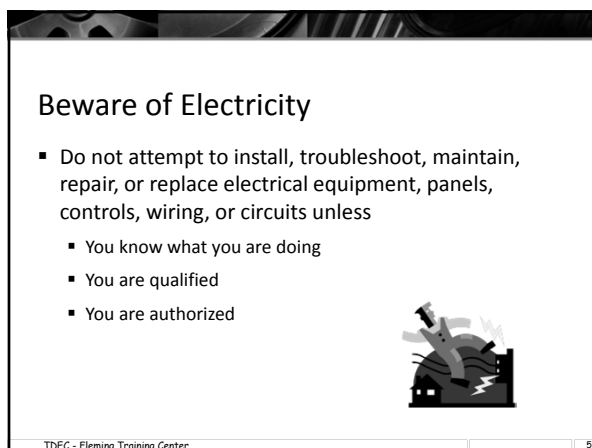 Beware of Electricity
▪ Do not attempt to install, troubleshoot, maintain,
repair, or replace electrical equipment, panels,
controls, wiring, or circuits unless
▪ You know what you are doing
▪ You are qualified
▪ You are authorized
TDEC - Fleming Training Center
5